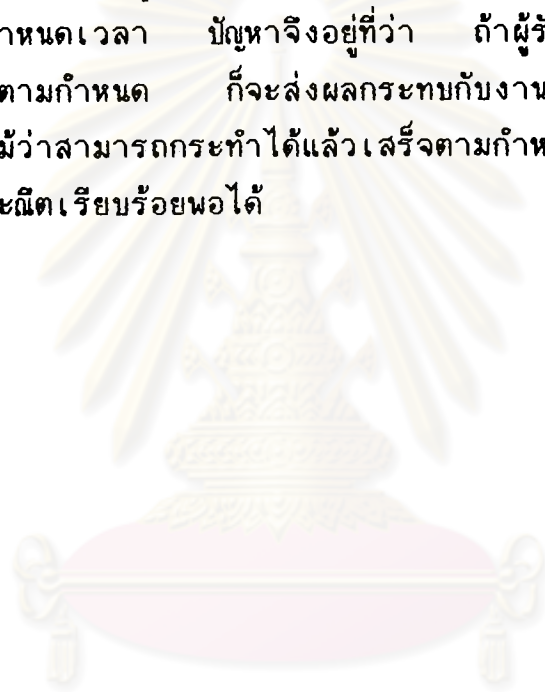 ำหนดเวลา ปัญหาจึงอยู่ที่ว่า ถ้าผู้รั
ตามกำหนด ก็จะส่งผลกระทบกับงาน
ม้ว่าสามารถกระทำได้แล้วเสร็จตามกำห
ะณีตเรียบร้อยพอได้